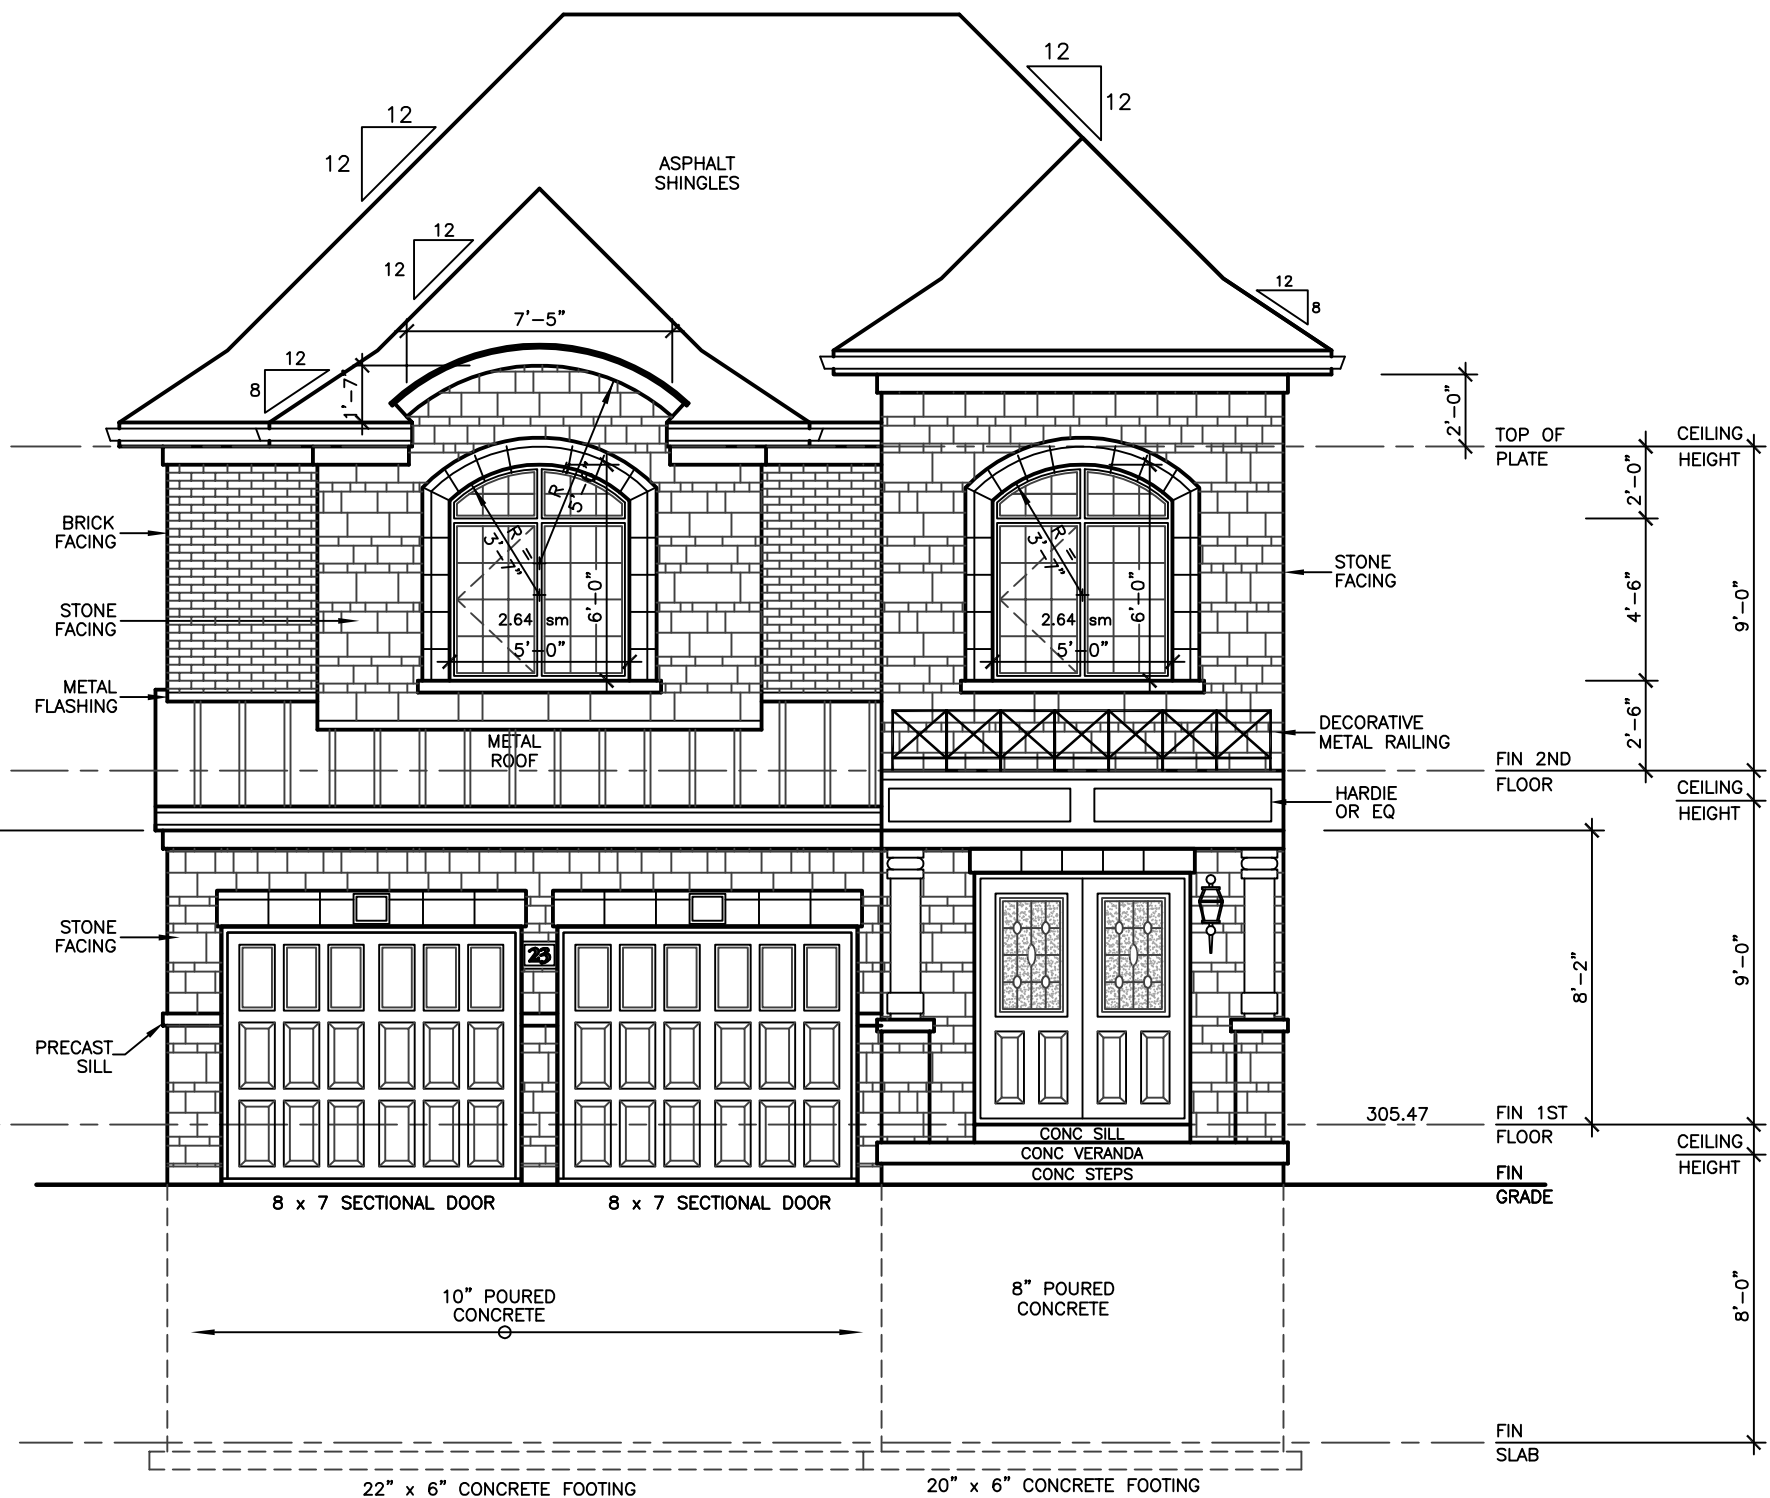 12
12
12
12
ASPHALT
SHINGLES
12
12
12
8
7'-5"
12
8
1'-7"
2'-0"
TOP OF
PLATE
CEILING
HEIGHT
R =
5'-0"
2'-0"
BRICK
FACING
STONE
FACING
R =
3'-7"
6'-0"
2.64 sm
5'-0"
R =
3'-7"
6'-0"
2.64 sm
5'-0"
STONE
FACING
4'-6"
9'-0"
METAL
FLASHING
METAL
ROOF
DECORATIVE
METAL RAILING
2'-6"
FIN 2ND
FLOOR
CEILING
HEIGHT
HARDIE
OR EQ
STONE
FACING
23
8'-2"
9'-0"
PRECAST
SILL
305.47
FIN 1ST
FLOOR
CONC SILL
CONC VERANDA
CONC STEPS
CEILING
HEIGHT
FIN
GRADE
8 x 7 SECTIONAL DOOR
8 x 7 SECTIONAL DOOR
10" POURED
CONCRETE
8" POURED
CONCRETE
8'-0"
FIN
SLAB
22" x 6" CONCRETE FOOTING
20" x 6" CONCRETE FOOTING